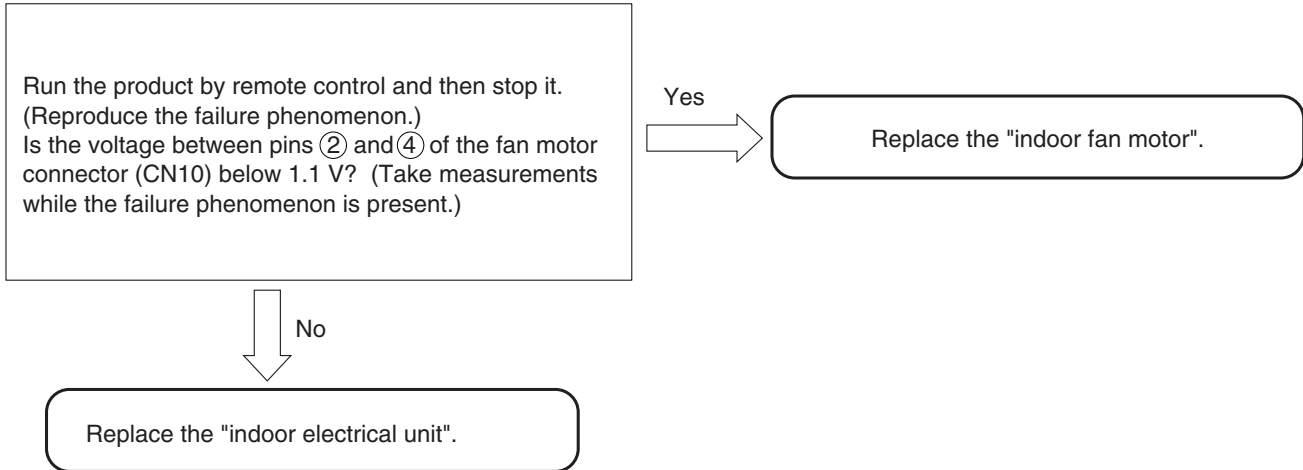 Run the product by remote control and then stop it.
(Reproduce the failure phenomenon.)
Is the voltage between pins ② and ④ of the fan motor
connector (CN10) below 1.1 V? (Take measurements
while the failure phenomenon is present.)
Yes
Replace the "indoor fan motor".
No
Replace the "indoor electrical unit".